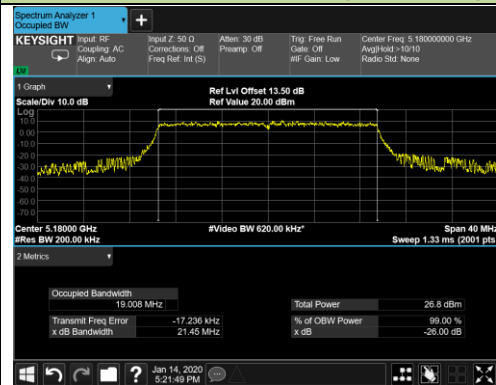 Spectrum Analyzer 1
Occupied BW
+
KEYSIGHT
Input: RF
Coupling: AC
Align: Auto
Input Z: 50 Ω
Corrections: Off
Freq Ref: Int (S)
Atten: 30 dB
Preamp: Off
Trig: Free Run
Gate: Off
#IF Gain: Low
Center Freq: 5.180000000 GHz
Avg|Hold:>10/10
Radio Std: None
1 Graph
Scale/Div 10.0 dB
Ref Lvl Offset 13.50 dB
Ref Value 20.00 dBm
Log
10.0
0.00
-10.0
-20.0
-30.0
-40.0
-50.0
-60.0
-70.0
Center 5.18000 GHz
#Video BW 620.00 kHz*
Span 40 MHz
#Res BW 200.00 kHz
Sweep 1.33 ms (2001 pts
2 Metrics
Occupied Bandwidth
19.008 MHz
Total Power 26.8 dBm
Transmit Freq Error -17.236 kHz
% of OBW Power 99.00 %
x dB Bandwidth 21.45 MHz
x dB -26.00 dB
?
Jan 14, 2020
5:21:49 PM